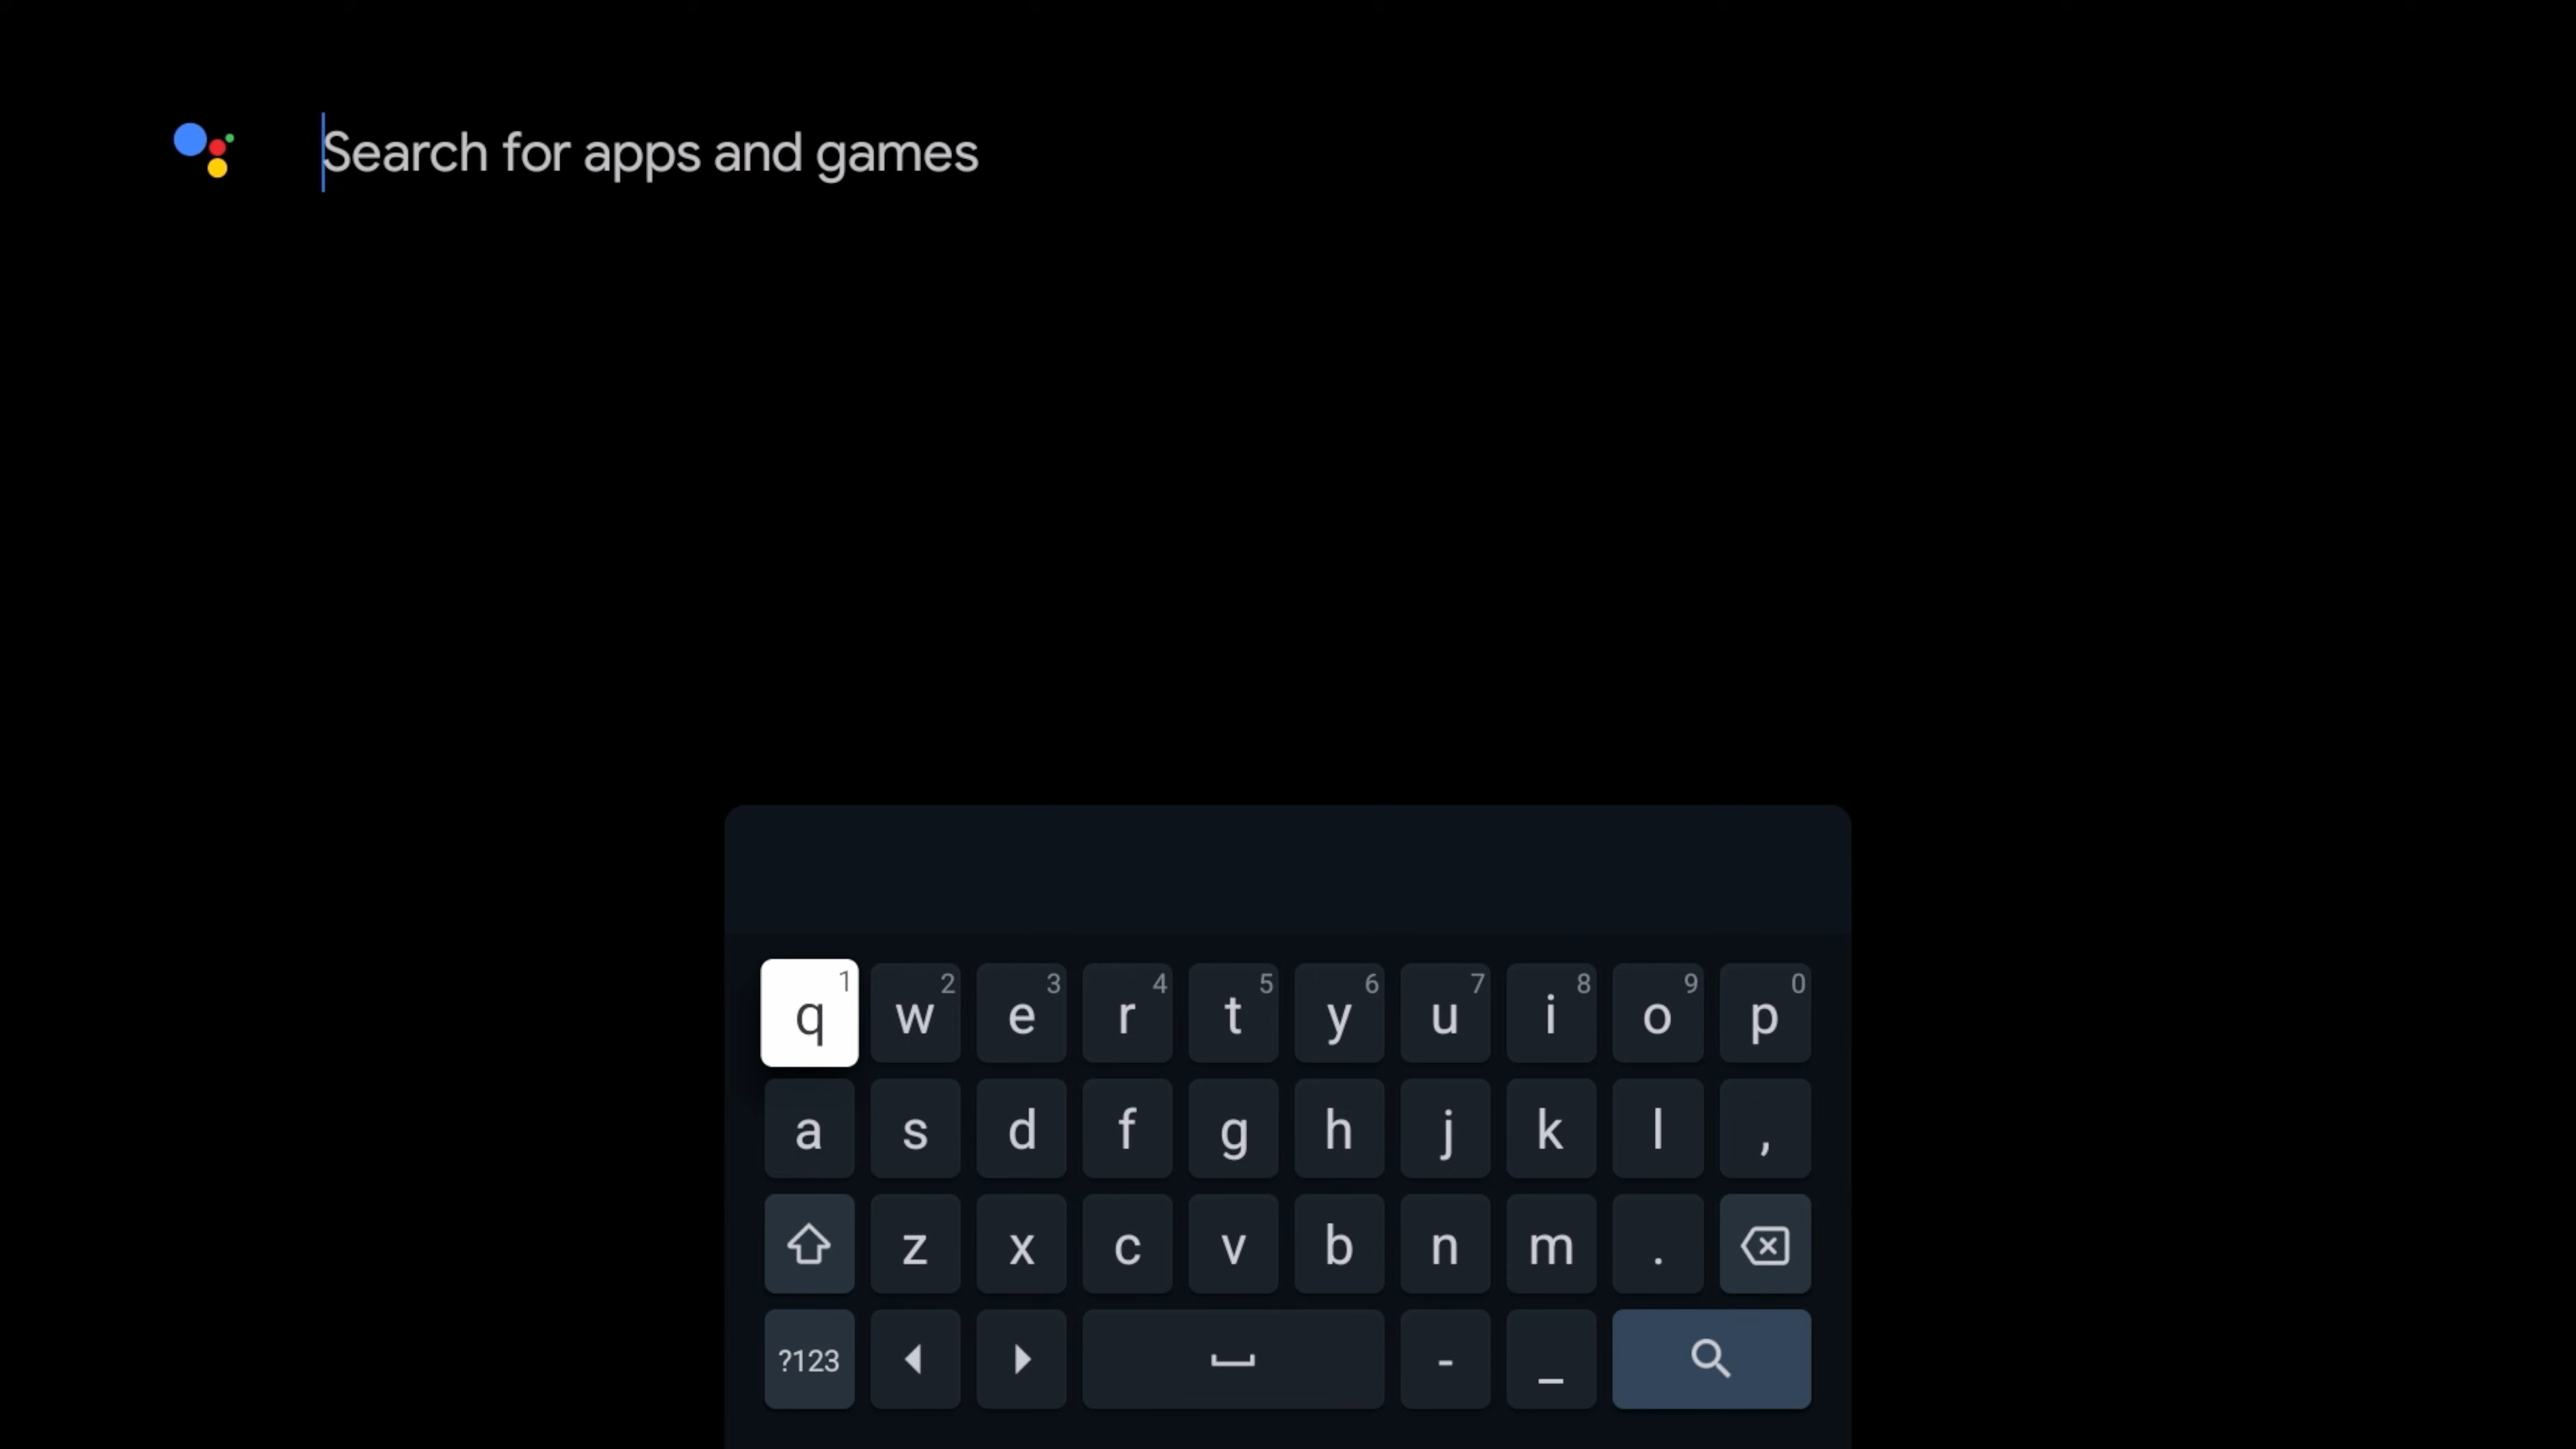 Search for apps and games
q 1 w 2 e 3 r 4 t 5 y 6 u 7 i 8 o 9 p 0
a s d f g h j k l ,
z x c v b n m .
?123 - _